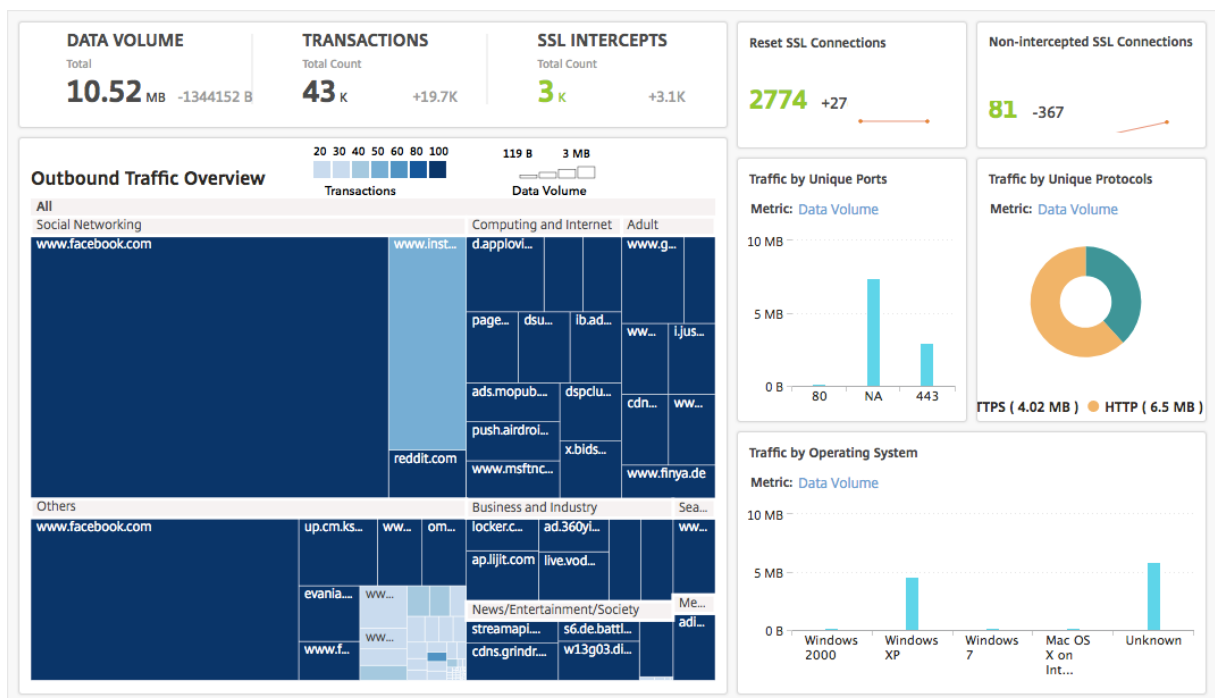 DATA VOLUME
Total
10.52 MB -1344152 B
TRANSACTIONS
Total Count
43 K +19.7K
SSL INTERCEPTS
Total Count
3 K +3.1K
Reset SSL Connections
2774 +27
Non-intercepted SSL Connections
81 -367
Outbound Traffic Overview
20 30 40 50 60 80 100
Transactions
119 B 3 MB
Data Volume
All
Social Networking
www.facebook.com
www.inst...
reddit.com
Computing and Internet
d.applovi...
page...
dsu...
ib.ad...
ads.mopub....
dspclu...
push.airdroi...
x.bids...
www.msftnc...
Adult
www.g...
ww...
i.jus...
cdn...
ww...
www.finya.de
Others
www.facebook.com
up.cm.ks...
ww...
om...
evania....
ww...
ww...
www.f...
Business and Industry
locker.c...
ad.360yi...
ap.lijit.com
live.vod...
Sea...
ww...
News/Entertainment/Society
streamapi....
s6.de.battl...
cdns.grindr....
w13g03.di...
Me...
adi...
Traffic by Unique Ports
Metric: Data Volume
10 MB
5 MB
0 B
80 NA 443
Traffic by Unique Protocols
Metric: Data Volume
TTPS ( 4.02 MB ) HTTP ( 6.5 MB )
Traffic by Operating System
Metric: Data Volume
10 MB
5 MB
0 B
Windows
2000
Windows
XP
Windows
7
Mac OS
X on
Int...
Unknown